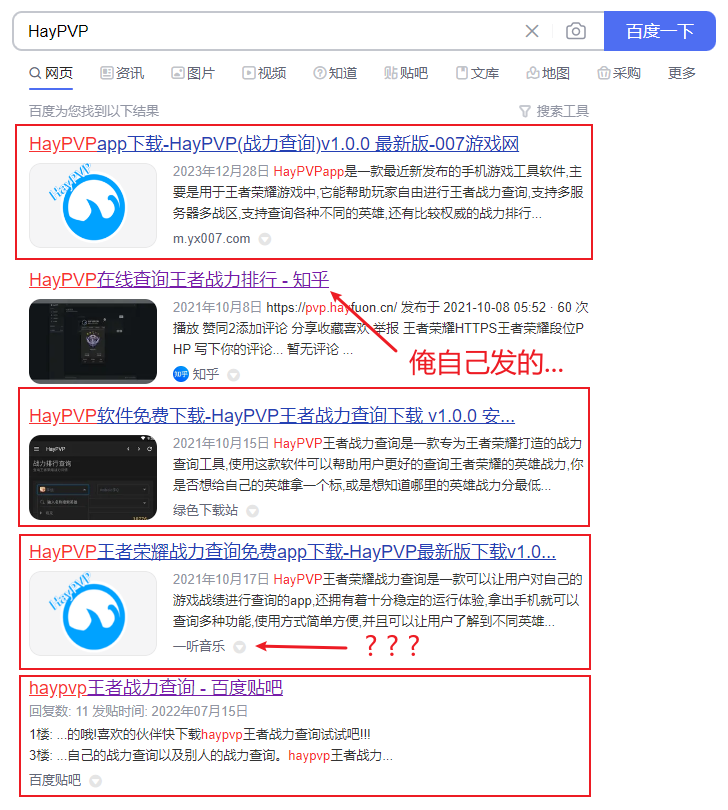 HayPVP
百度一下
网页 资讯 图片 视频 知道 贴吧 文库 地图 采购 更多
百度为您找到以下结果 搜索工具
HayPVPapp下载-HayPVP(战力查询)v1.0.0 最新版-007游戏网
HayPVP
2023年12月28日 HayPVPapp是一款最近新发布的手机游戏工具软件,主
要是用于王者荣耀游戏中,它能帮助玩家自由进行王者战力查询,支持多服
务器多战区,支持查询各种不同的英雄,还有比较权威的战力排行...
m.yx007.com
HayPVP在线查询王者战力排行 - 知乎
2021年10月8日 https://pvp.hayfuon.cn/ 发布于 2021-10-08 05:52 · 60 次
播放 赞同2添加评论 分享收藏喜欢 举报 王者荣耀HTTPS王者荣耀段位P
HP 写下你的评论... 暂无评论 ...
知乎 知乎
俺自己发的...
HayPVP软件免费下载-HayPVP王者战力查询下载 v1.0.0 安...
HayPVP
战力排行查询
2021年10月15日 HayPVP王者战力查询是一款专为王者荣耀打造的战力
查询工具,使用这款软件可以帮助用户更好的查询王者荣耀的英雄战力,你
是否想给自己的英雄拿一个标,或是想知道哪里的英雄战力分最低...
绿色下载站
HayPVP王者荣耀战力查询免费app下载-HayPVP最新版下载v1.0...
HayPVP
2021年10月17日 HayPVP王者荣耀战力查询是一款可以让用户对自己的
游戏战绩进行查询的app,还拥有着十分稳定的运行体验,拿出手机就可以
查询多种功能,使用方式简单方便,并且可以让用户了解到不同英雄...
一听音乐
？？？
haypvp王者战力查询 - 百度贴吧
回复数: 11 发贴时间: 2022年07月15日
1楼: ...的哦!喜欢的伙伴快下载haypvp王者战力查询试试吧!!!
3楼: ...自己的战力查询以及别人的战力查询。haypvp王者战力...
百度贴吧